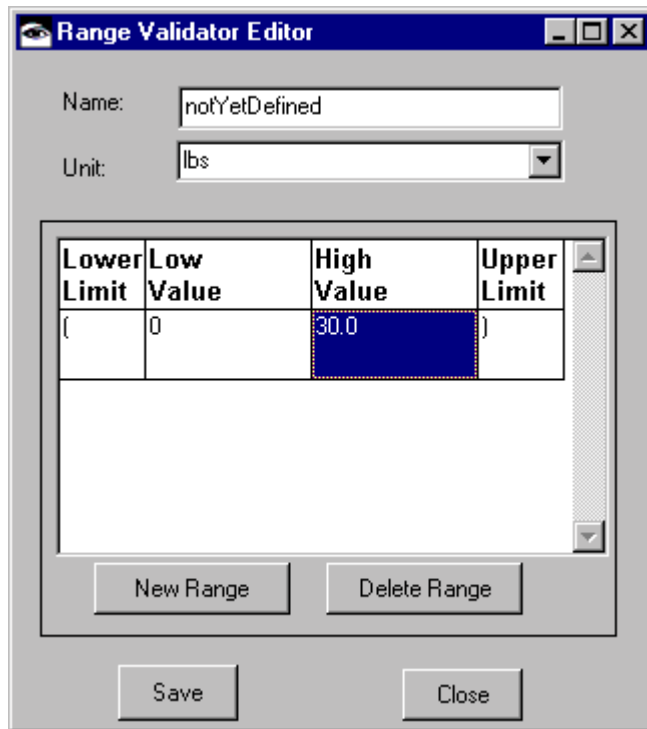 Range Validator Editor
Name: notYetDefined
Unit: lbs
Lower Limit Low Value High Value Upper Limit
( 0 30.0 )
New Range Delete Range
Save Close